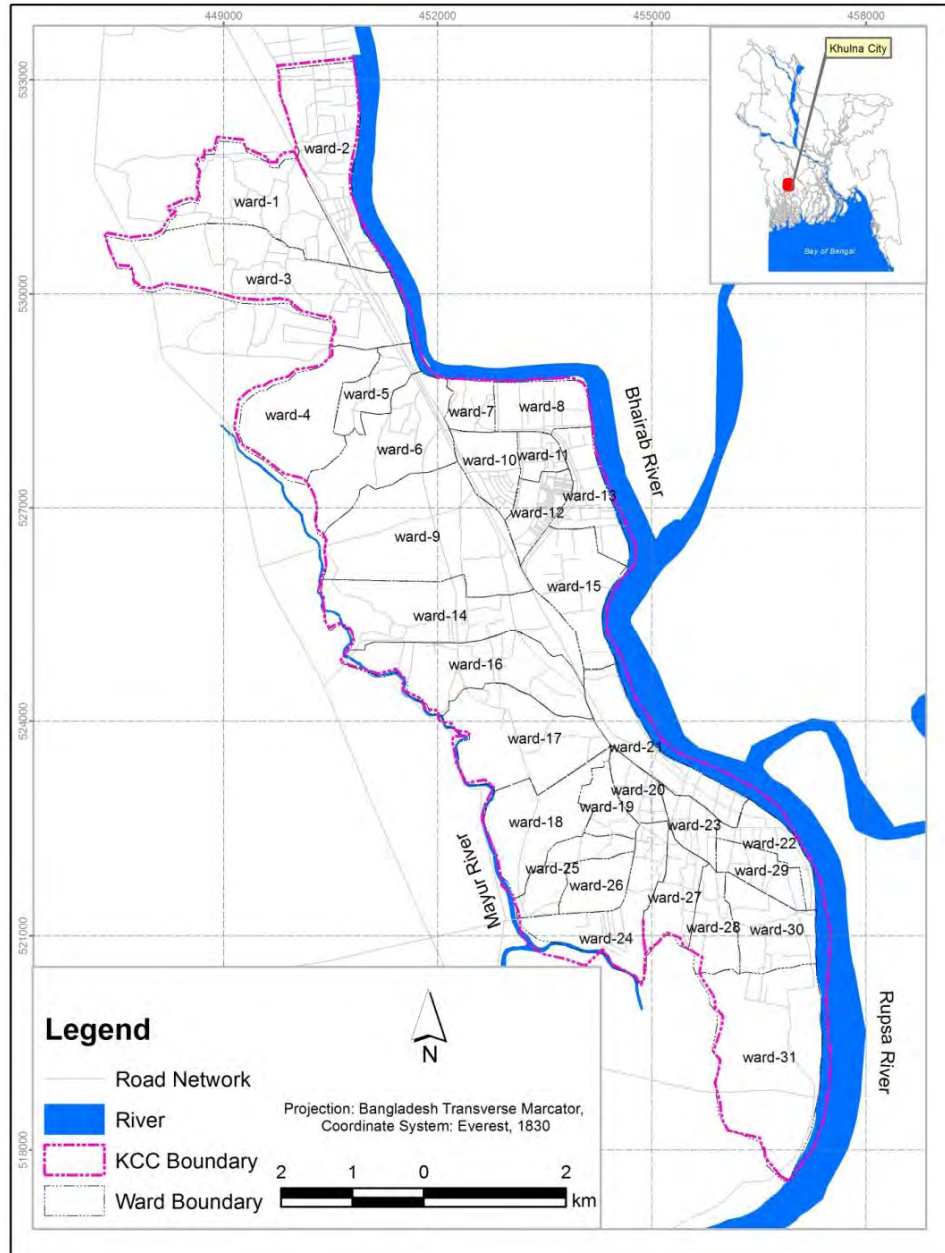 449000
452000
455000
458000
Khulna City
533000
ward-2
ward-1
Bay of Bengal
ward-3
530000
ward-5
ward-4
ward-7
ward-8
Bhairab River
ward-6
ward-10
ward-11
ward-13
527000
ward-12
ward-9
ward-15
ward-14
ward-16
524000
ward-17
ward-21
ward-20
ward-19
ward-18
ward-23
ward-22
Mayur River
ward-25
ward-29
ward-26
ward-27
521000
ward-24
ward-28
ward-30
Rupsa River
ward-31
Legend
N
Road Network
River
Projection: Bangladesh Transverse Marcator,
Coordinate System: Everest, 1830
518000
KCC Boundary
Ward Boundary
2 1 0 2
km